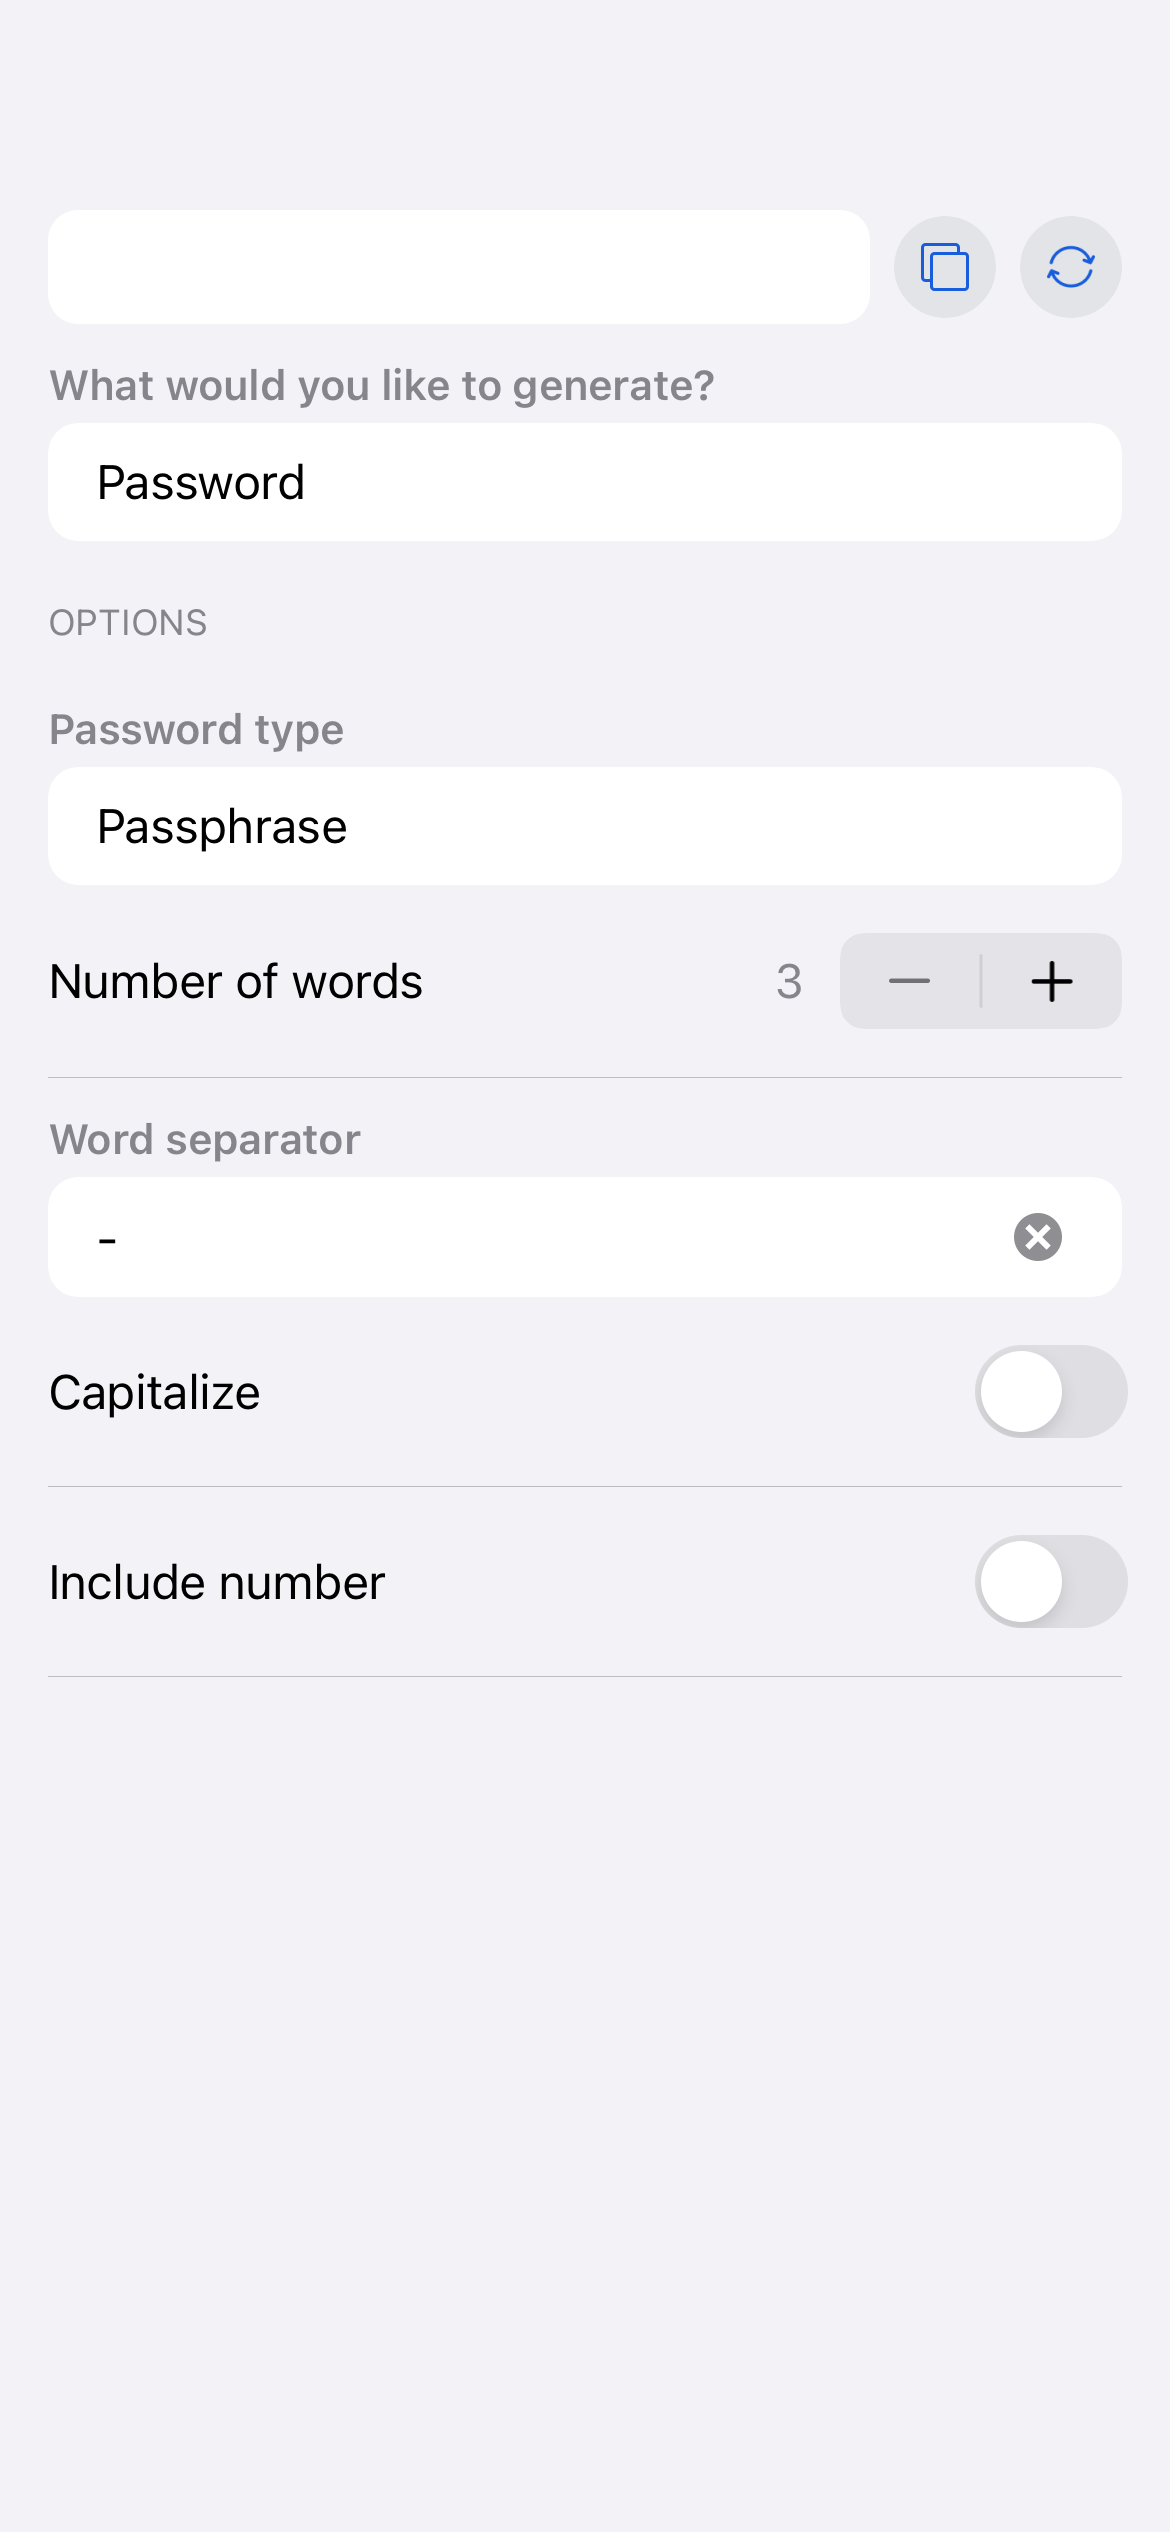 What would you like to generate?
Password
OPTIONS
Password type
Passphrase
Number of words 3
Word separator
-
Capitalize
Include number